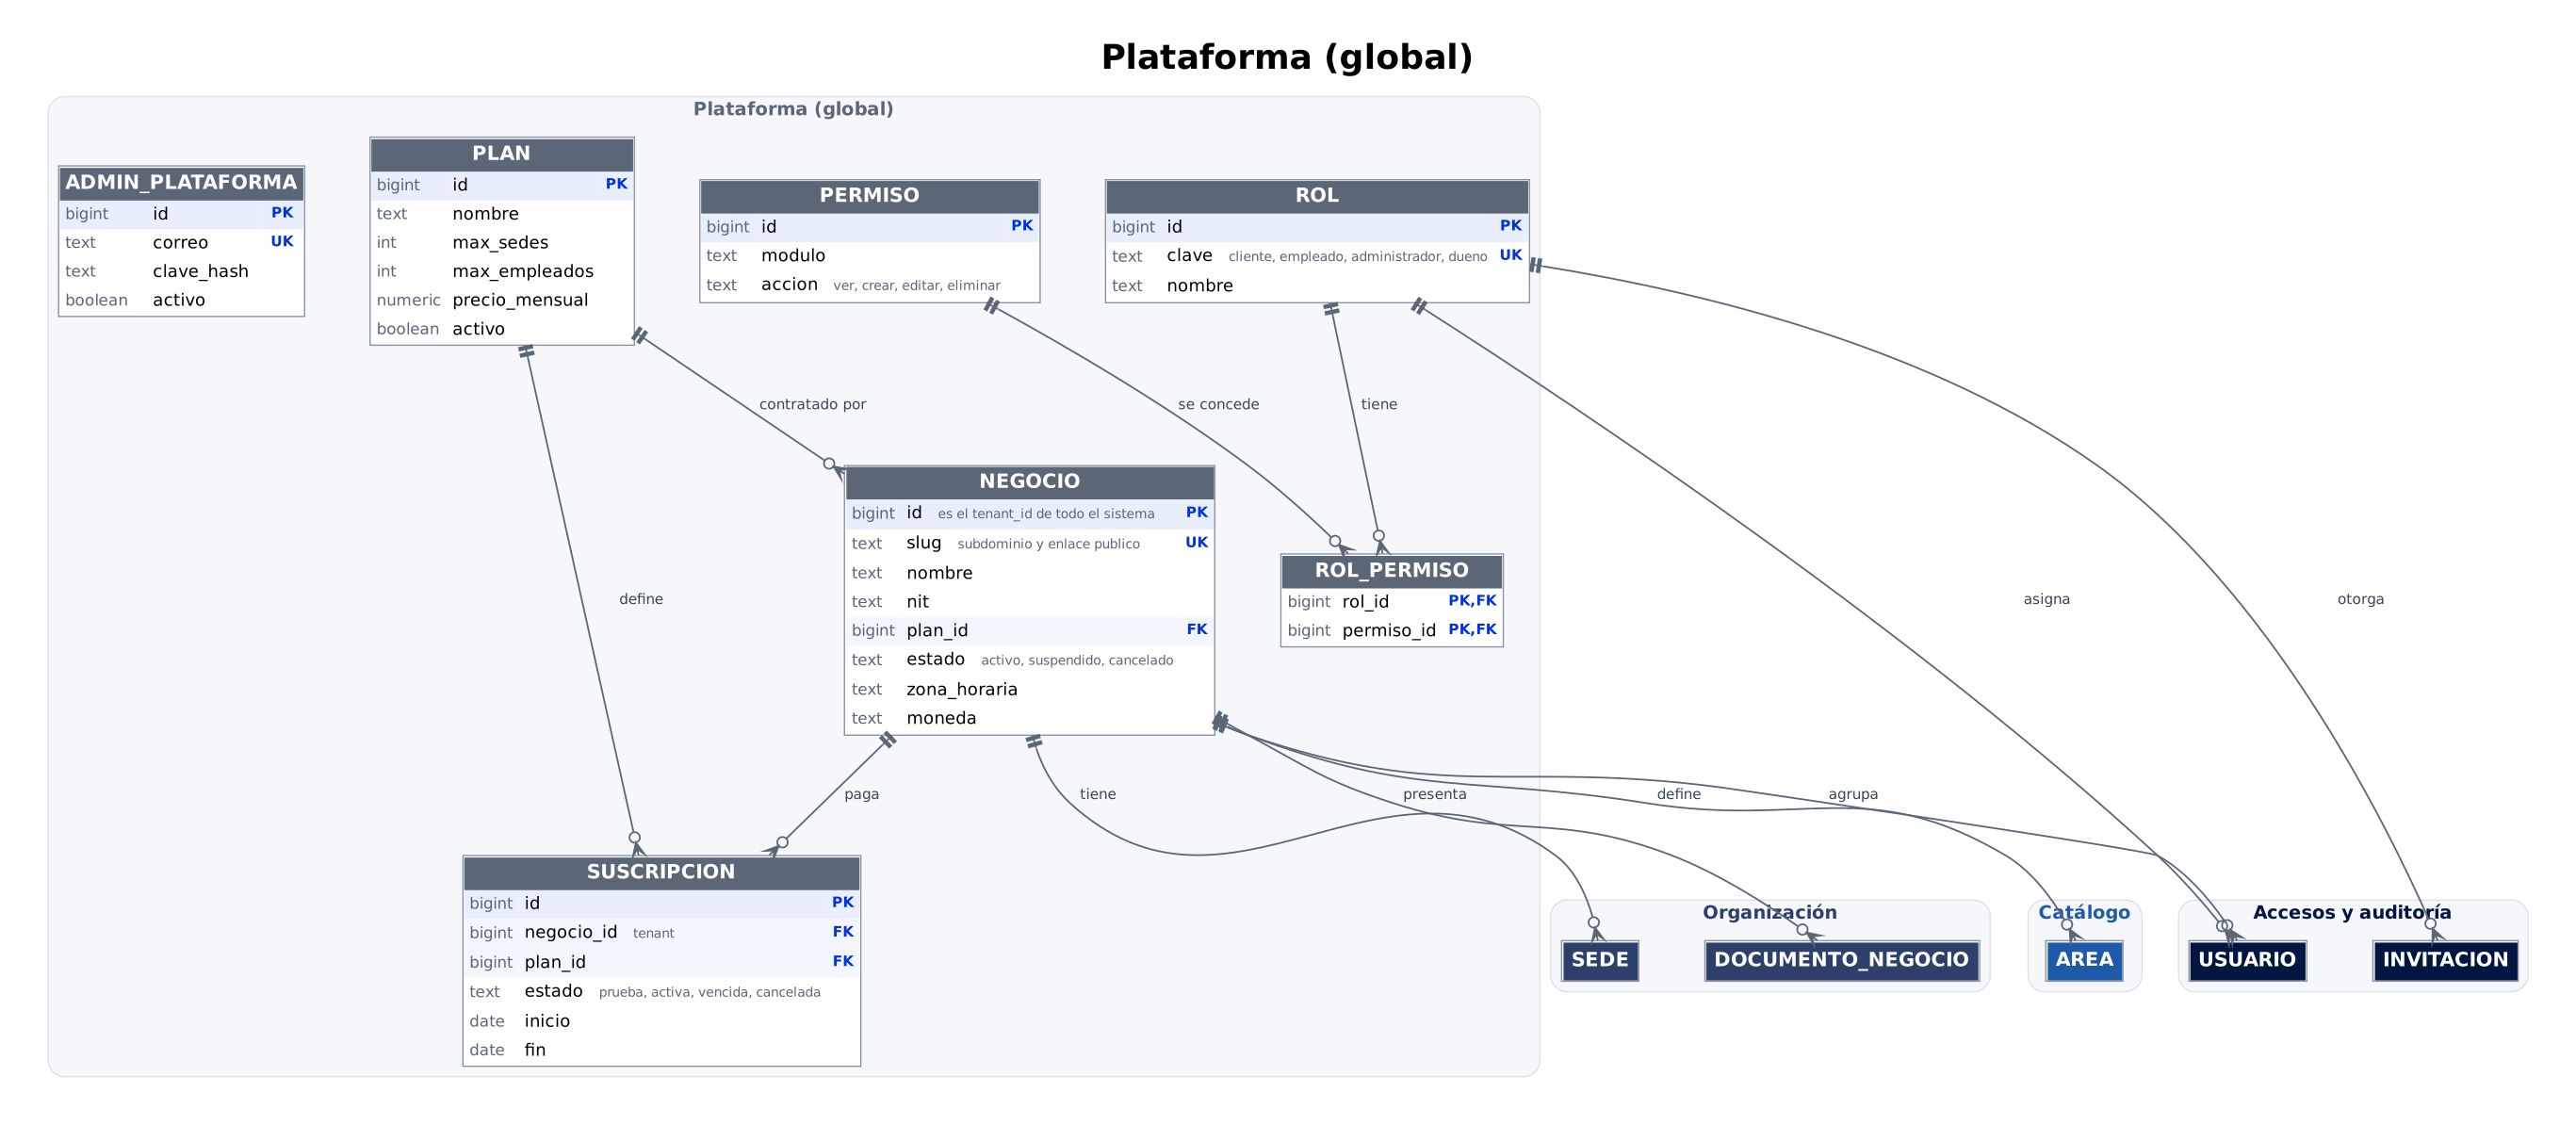 Plataforma (global)
Plataforma (global)
ADMIN_PLATAFORMA
bigint id PK
text correo UK
text clave_hash
boolean activo
PLAN
bigint id PK
text nombre
int max_sedes
int max_empleados
numeric precio_mensual
boolean activo
PERMISO
bigint id PK
text modulo
text accion ver, crear, editar, eliminar
ROL
bigint id PK
text clave cliente, empleado, administrador, dueno UK
text nombre
contratado por
se concede
tiene
NEGOCIO
bigint id es el tenant_id de todo el sistema PK
text slug subdominio y enlace publico UK
text nombre
text nit
bigint plan_id FK
text estado activo, suspendido, cancelado
text zona_horaria
text moneda
ROL_PERMISO
bigint rol_id PK,FK
bigint permiso_id PK,FK
define
asigna
otorga
paga
tiene
presenta
define
agrupa
SUSCRIPCION
bigint id PK
bigint negocio_id tenant FK
bigint plan_id FK
text estado prueba, activa, vencida, cancelada
date inicio
date fin
Organización
SEDE
DOCUMENTO_NEGOCIO
Catálogo
AREA
Accesos y auditoría
USUARIO
INVITACION